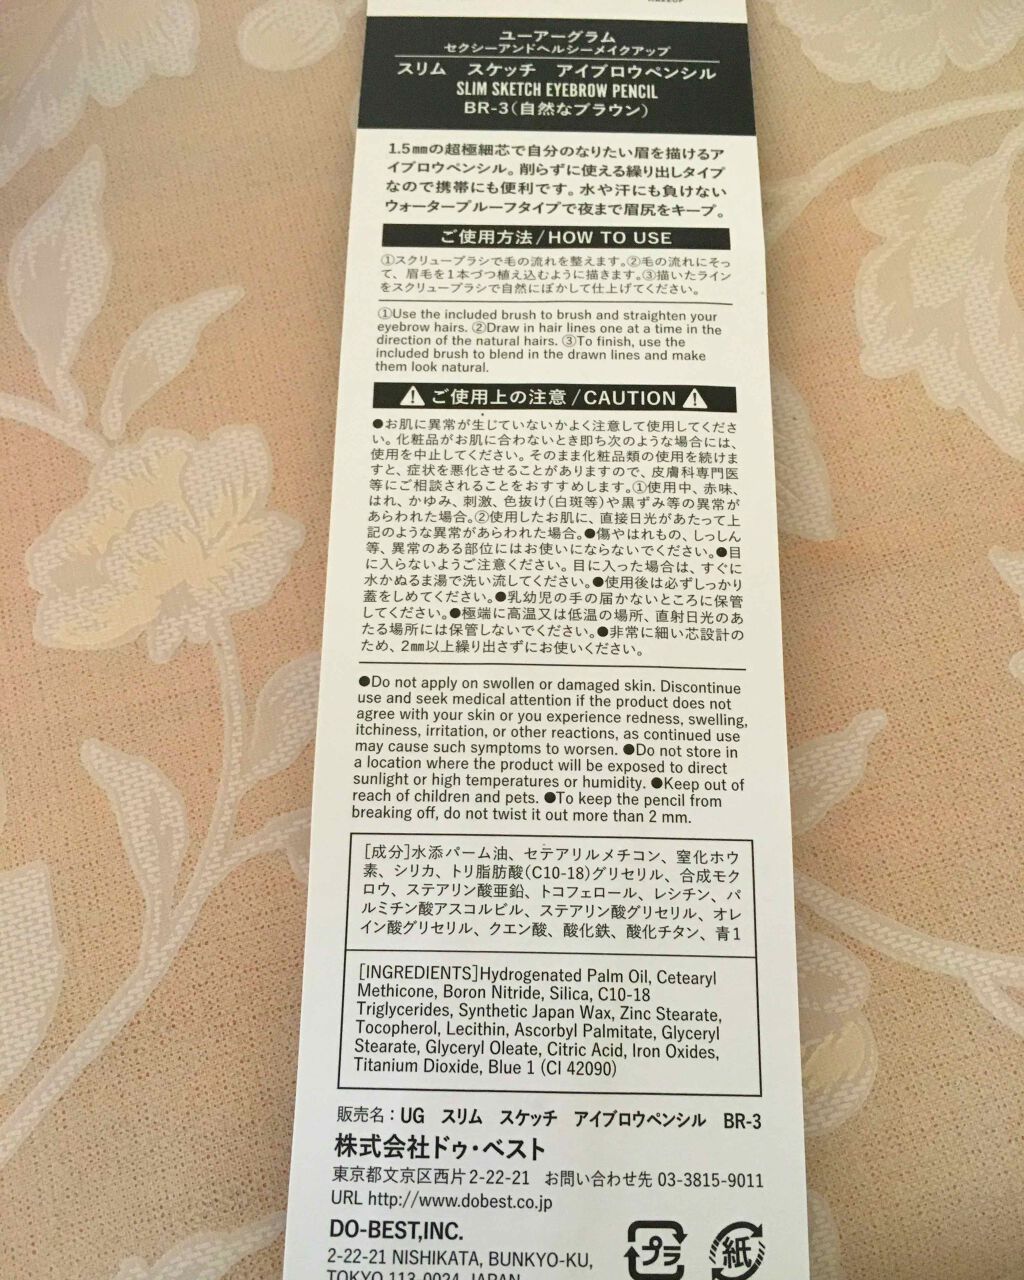 MAKEUP
ユーアーグラム
セクシーアンドヘルシーメイクアップ
スリム スケッチ アイブロウペンシル
SLIM SKETCH EYEBROW PENCIL
BR-3(自然なブラウン)
1.5㎜の超極細芯で自分のなりたい眉を描けるア
イブロウペンシル。削らずに使える繰り出しタイプ
なので携帯にも便利です。水や汗にも負けない
ウォータープルーフタイプで夜まで眉尻をキープ。
ご使用方法/HOW TO USE
①スクリューブラシで毛の流れを整えます。②毛の流れにそっ
て、眉毛を1本づつ植え込むように描きます。③描いたライン
をスクリューブラシで自然にぼかして仕上げてください。
①Use the included brush to brush and straighten your
eyebrow hairs. ②Draw in hair lines one at a time in the
direction of the natural hairs. ③To finish, use the
included brush to blend in the drawn lines and make
them look natural.
ご使用上の注意/CAUTION
●お肌に異常が生じていないかよく注意して使用してくださ
い。化粧品がお肌に合わないとき即ち次のような場合には、
使用を中止してください。そのまま化粧品類の使用を続けま
すと、症状を悪化させることがありますので、皮膚科専門医
等にご相談されることをおすすめします。①使用中、赤味、
はれ、かゆみ、刺激、色抜け(白斑等)や黒ずみ等の異常が
あらわれた場合。②使用したお肌に、直接日光があたって上
記のような異常があらわれた場合。●傷やはれもの、しっしん
等、異常のある部位にはお使いにならないでください。●目
に入らないようご注意ください。目に入った場合は、すぐに
水かぬるま湯で洗い流してください。●使用後は必ずしっかり
蓋をしめてください。●乳幼児の手の届かないところに保管
してください。●極端に高温又は低温の場所、直射日光のあ
たる場所には保管しないでください。●非常に細い芯設計の
ため、2㎜以上繰り出さずにお使いください。
●Do not apply on swollen or damaged skin. Discontinue
use and seek medical attention if the product does not
agree with your skin or you experience redness, swelling,
itchiness, irritation, or other reactions, as continued use
may cause such symptoms to worsen. ●Do not store in
a location where the product will be exposed to direct
sunlight or high temperatures or humidity. ●Keep out of
reach of children and pets. ●To keep the pencil from
breaking off, do not twist it out more than 2 mm.
[成分]水添パーム油、セテアリルメチコン、窒化ホウ
素、シリカ、トリ脂肪酸(C10-18)グリセリル、合成モク
ロウ、ステアリン酸亜鉛、トコフェロール、レシチン、パ
ルミチン酸アスコルビル、ステアリン酸グリセリル、オレ
イン酸グリセリル、クエン酸、酸化鉄、酸化チタン、青1
[INGREDIENTS]Hydrogenated Palm Oil, Cetearyl
Methicone, Boron Nitride, Silica, C10-18
Triglycerides, Synthetic Japan Wax, Zinc Stearate,
Tocopherol, Lecithin, Ascorbyl Palmitate, Glyceryl
Stearate, Glyceryl Oleate, Citric Acid, Iron Oxides,
Titanium Dioxide, Blue 1 (CI 42090)
販売名：UG スリム スケッチ アイブロウペンシル BR-3
株式会社ドゥ・ベスト
東京都文京区西片2-22-21 お問い合わせ先 03-3815-9011
URL http://www.dobest.co.jp
DO-BEST,INC.
2-22-21 NISHIKATA, BUNKYO-KU,
TOKYO 113-0024 JAPAN
プラ
紙